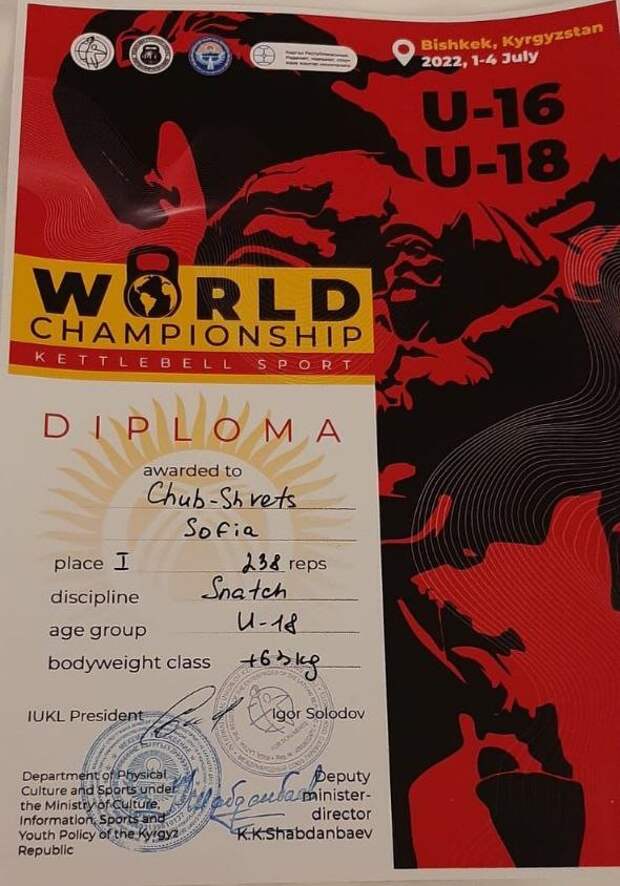 Bishkek, Kyrgyzstan
2022, 1-4 July
U-16
U-18
WORLD
CHAMPIONSHIP
KETTLEBELL SPORT
DIPLOMA
awarded to
Chub-Shvets
Sofia
place I 238 reps
discipline Snatch
age group U-18
bodyweight class +63kg
IUKL President Igor Solodov
Department of Physical
Culture and Sports under
the Ministry of Culture,
Information, Sports and
Youth Policy of the Kyrgyz
Republic
Deputy
minister-
director
K.K.Shabdanbaev